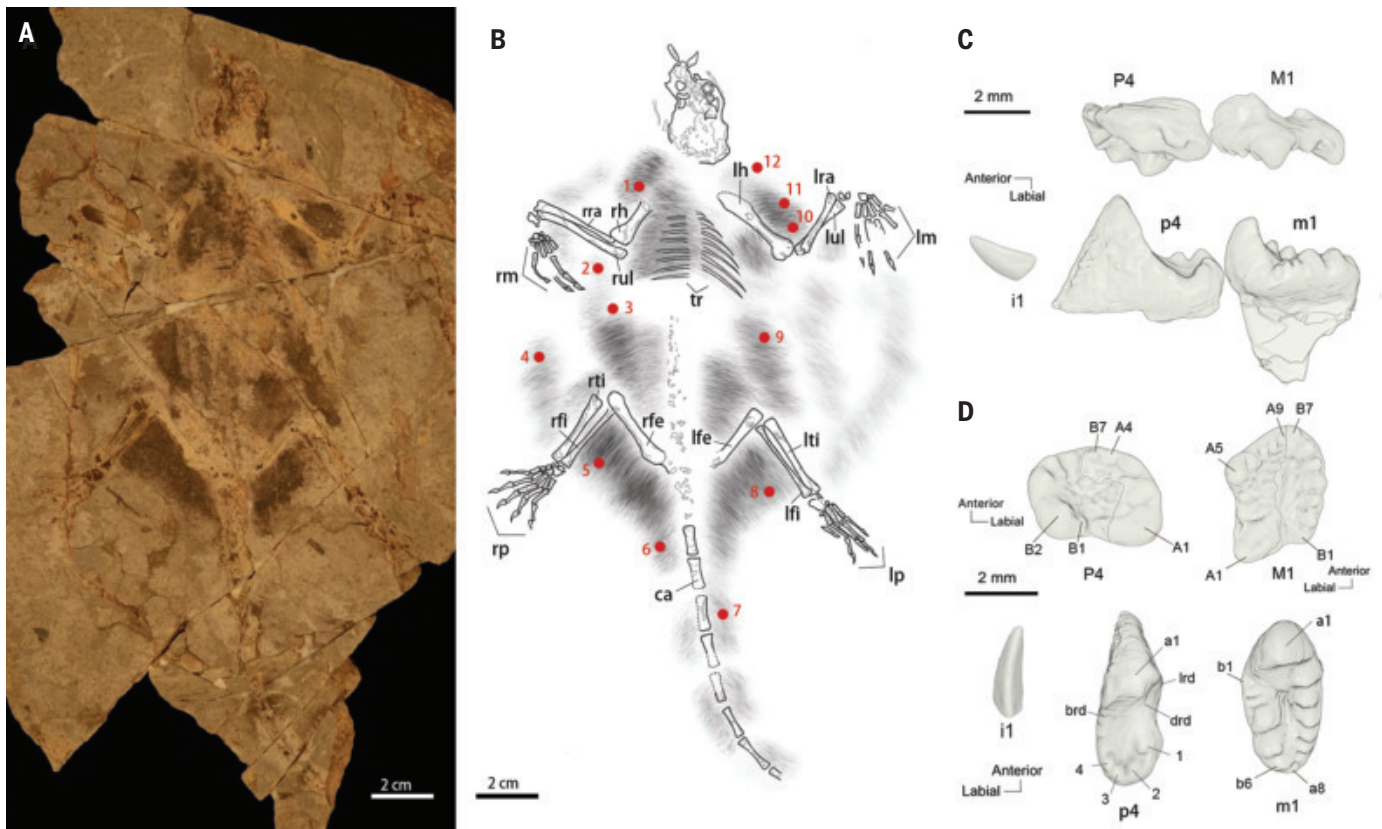 A
2 cm
B
12
lh
lra
1
11
rra
rh
10
lm
rm
2
rul
lul
tr
3
4
9
rti
rfi
rfe
lfe
lti
5
8
lfi
rp
6
lp
ca
7
2 cm
C
P4
M1
2 mm
Anterior
Labial
p4
m1
i1
D
A9
B7
B7
A4
A5
Anterior
Labial
B2
B1
A1
A1
B1
P4
M1
Anterior
Labial
2 mm
a1
a1
lrd
b1
brd
drd
i1
1
Anterior
Labial
4
3
2
b6
a8
p4
m1